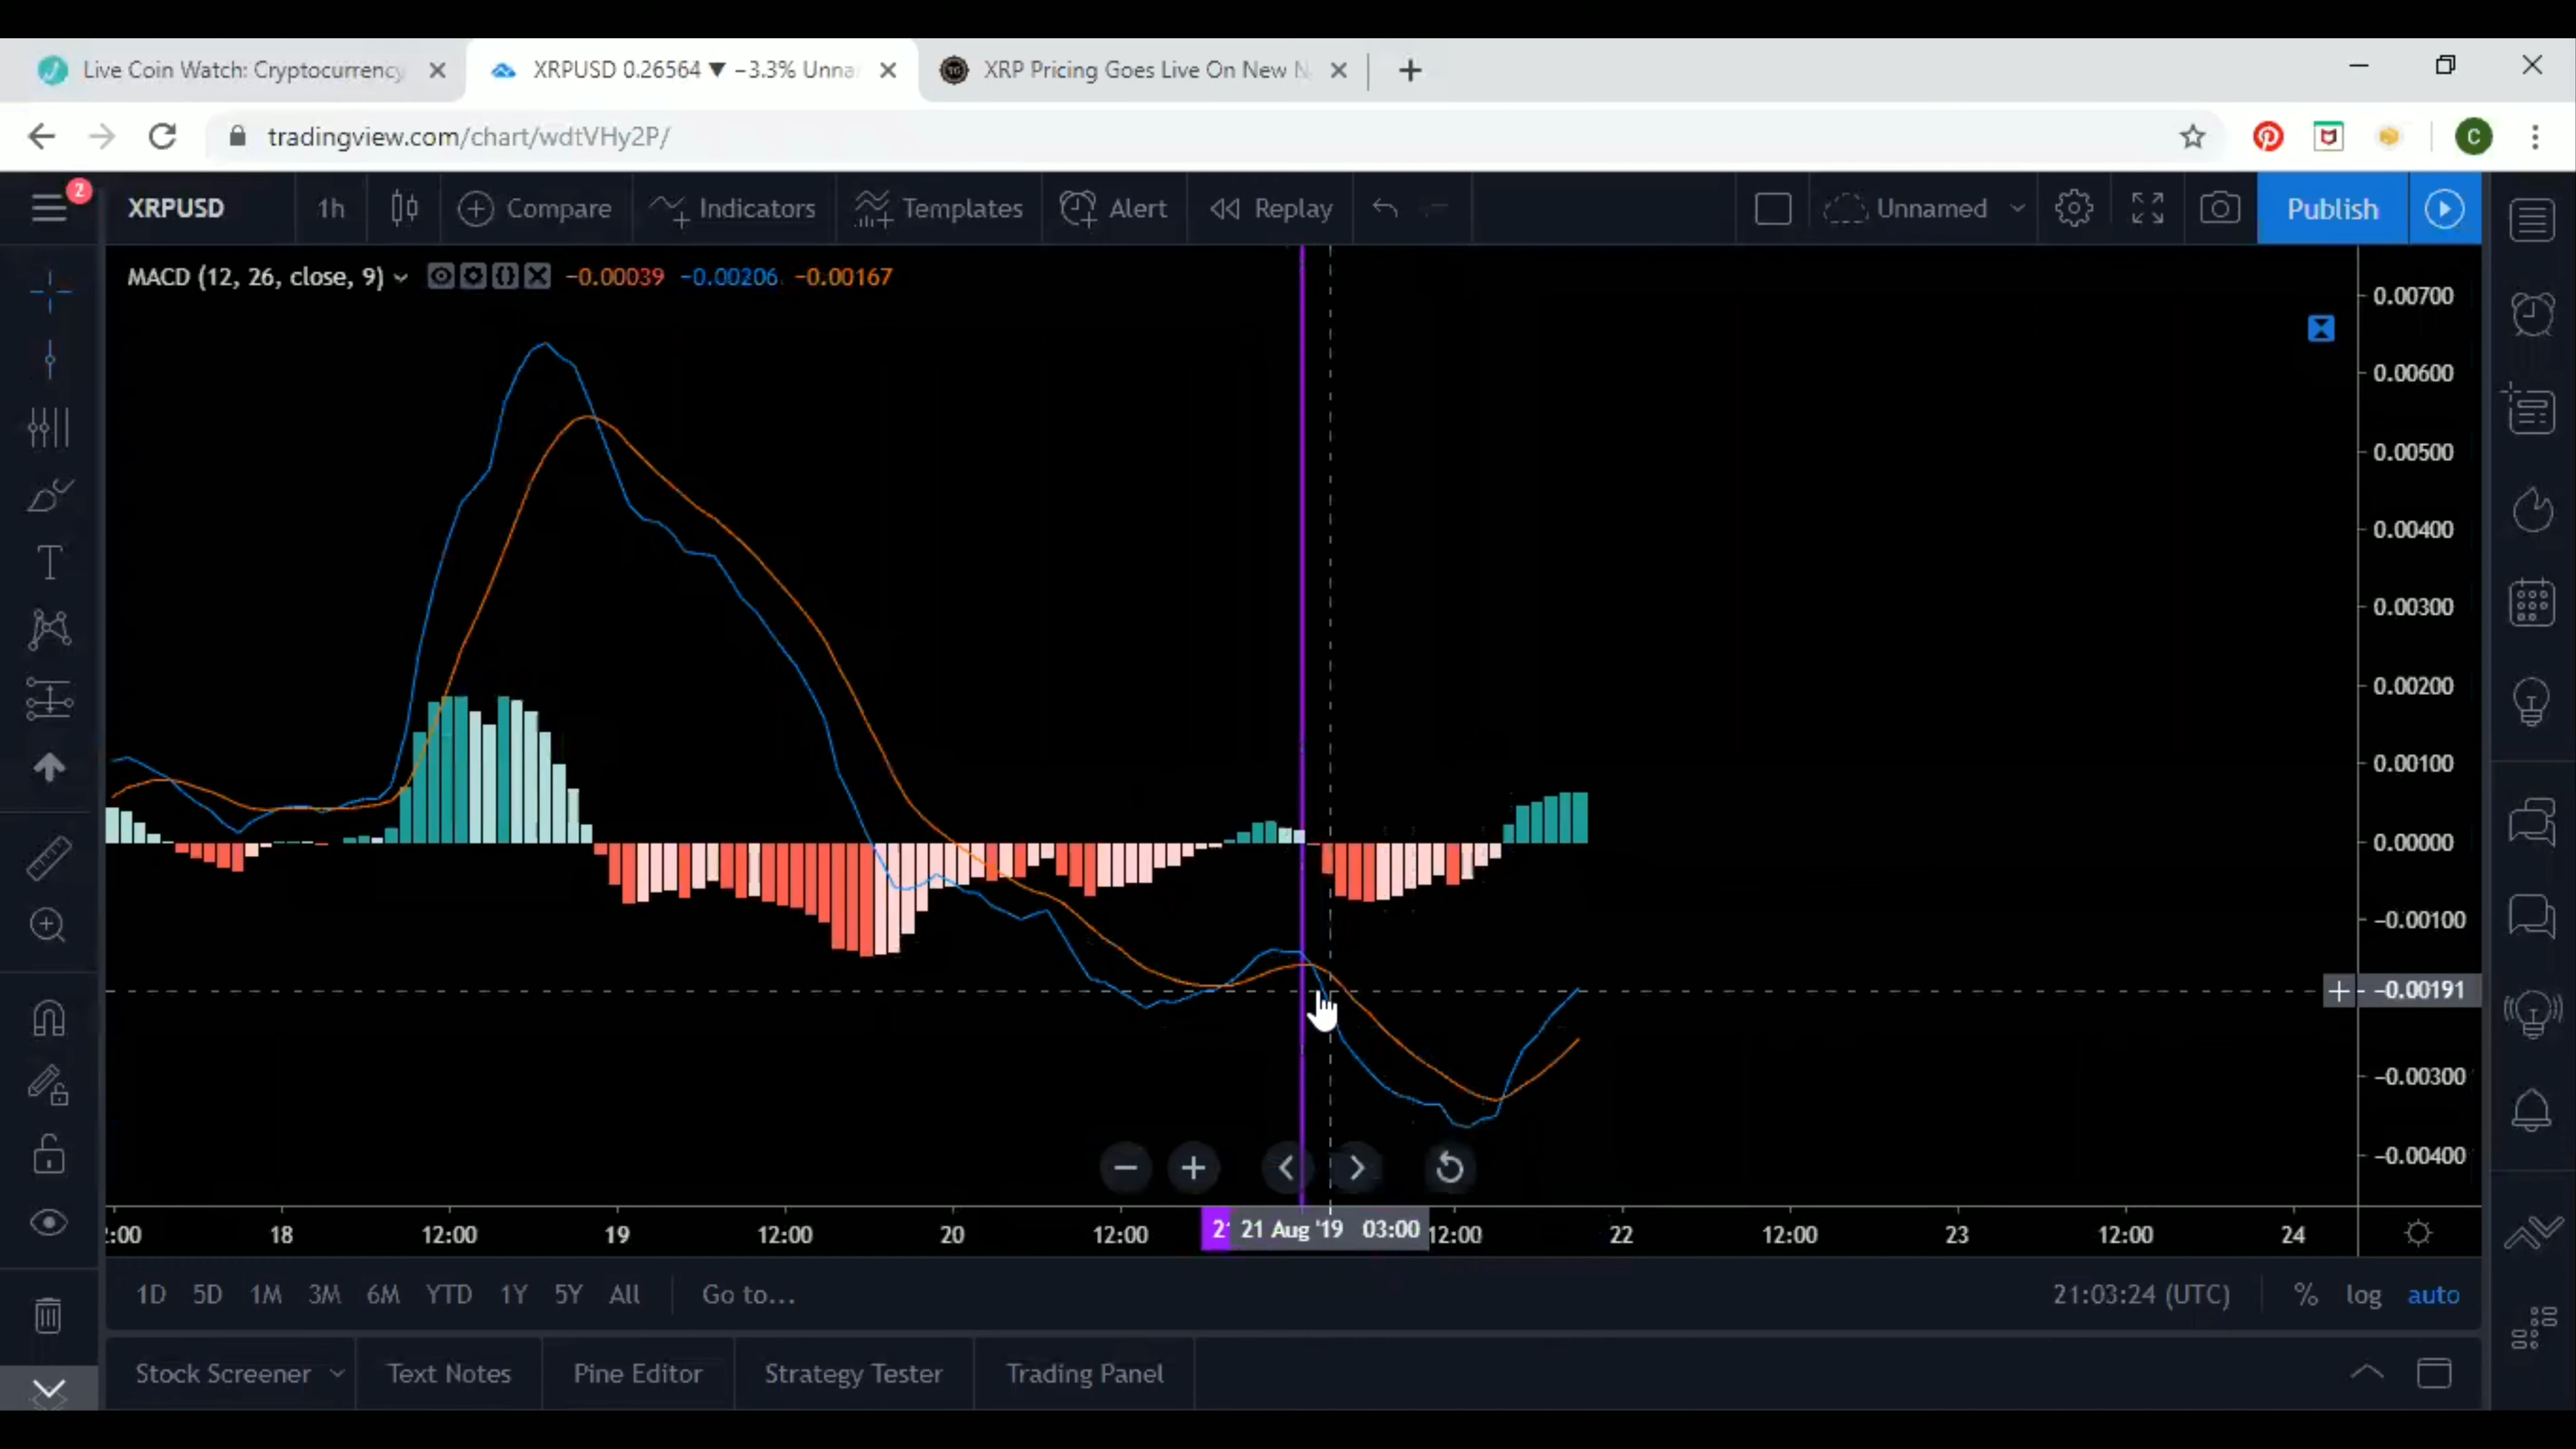 Live Coin Watch: Cryptocurrency
XRPUSD 0.26564 ▼ −3.3% Unna
XRP Pricing Goes Live On New N
tradingview.com/chart/wdtVHy2P/
C
2
XRPUSD 1h Compare Indicators Templates Alert Replay Unnamed Publish
MACD (12, 26, close, 9) −0.00039 −0.00206 −0.00167
0.00700
0.00600
0.00500
0.00400
0.00300
0.00200
0.00100
0.00000
−0.00100
−0.00191
−0.00300
−0.00400
:00 18 12:00 19 12:00 20 12:00 21 Aug '19 03:00 12:00 22 12:00 23 12:00 24
1D 5D 1M 3M 6M YTD 1Y 5Y All Go to... 21:03:24 (UTC) % log auto
Stock Screener Text Notes Pine Editor Strategy Tester Trading Panel